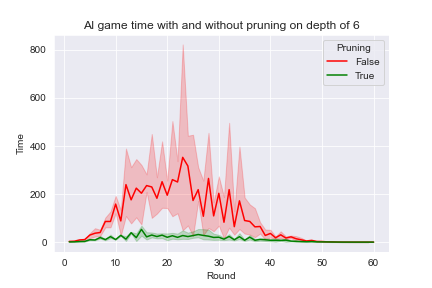 AI game time with and without pruning on depth of 6
Pruning
False
True
800
600
400
200
0
Time
0 10 20 30 40 50 60
Round